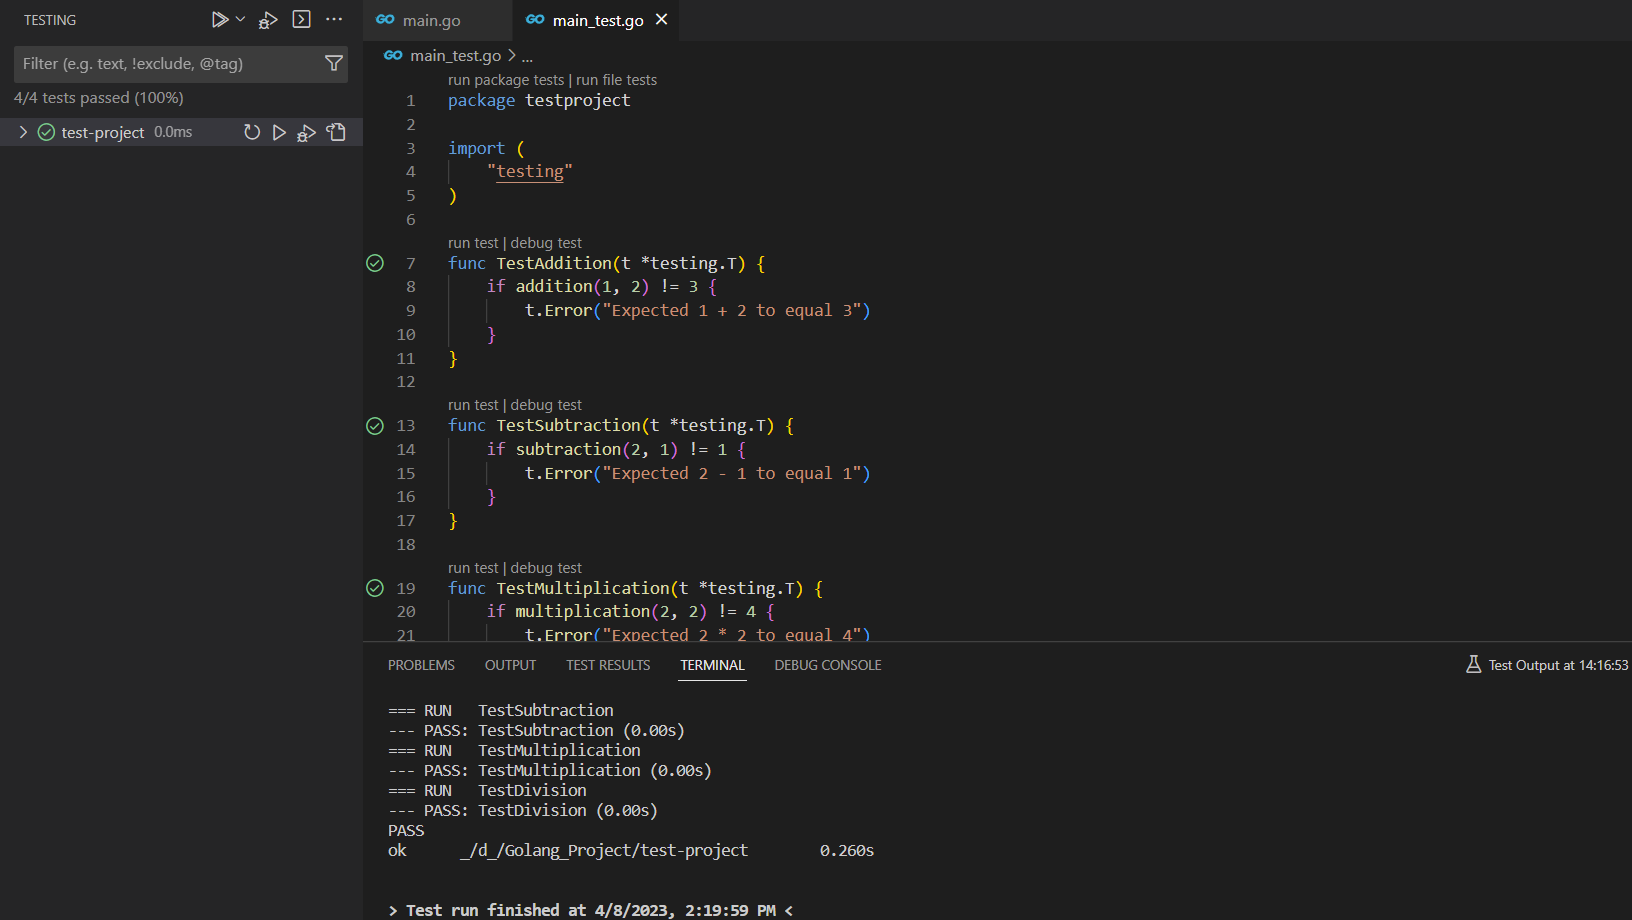 TESTING
Filter (e.g. text, !exclude, @tag)
4/4 tests passed (100%)
test-project 0.0ms
main.go
main_test.go
main_test.go > ...
run package tests | run file tests
1 package testproject
2
3 import (
4 "testing"
5 )
6
run test | debug test
7 func TestAddition(t *testing.T) {
8 if addition(1, 2) != 3 {
9 t.Error("Expected 1 + 2 to equal 3")
10 }
11 }
12
run test | debug test
13 func TestSubtraction(t *testing.T) {
14 if subtraction(2, 1) != 1 {
15 t.Error("Expected 2 - 1 to equal 1")
16 }
17 }
18
run test | debug test
19 func TestMultiplication(t *testing.T) {
20 if multiplication(2, 2) != 4 {
21 t.Error("Expected 2 * 2 to equal 4")
PROBLEMS OUTPUT TEST RESULTS TERMINAL DEBUG CONSOLE
Test Output at 14:16:53
=== RUN TestSubtraction
--- PASS: TestSubtraction (0.00s)
=== RUN TestMultiplication
--- PASS: TestMultiplication (0.00s)
=== RUN TestDivision
--- PASS: TestDivision (0.00s)
PASS
ok _/d_/Golang_Project/test-project 0.260s
> Test run finished at 4/8/2023, 2:19:59 PM <